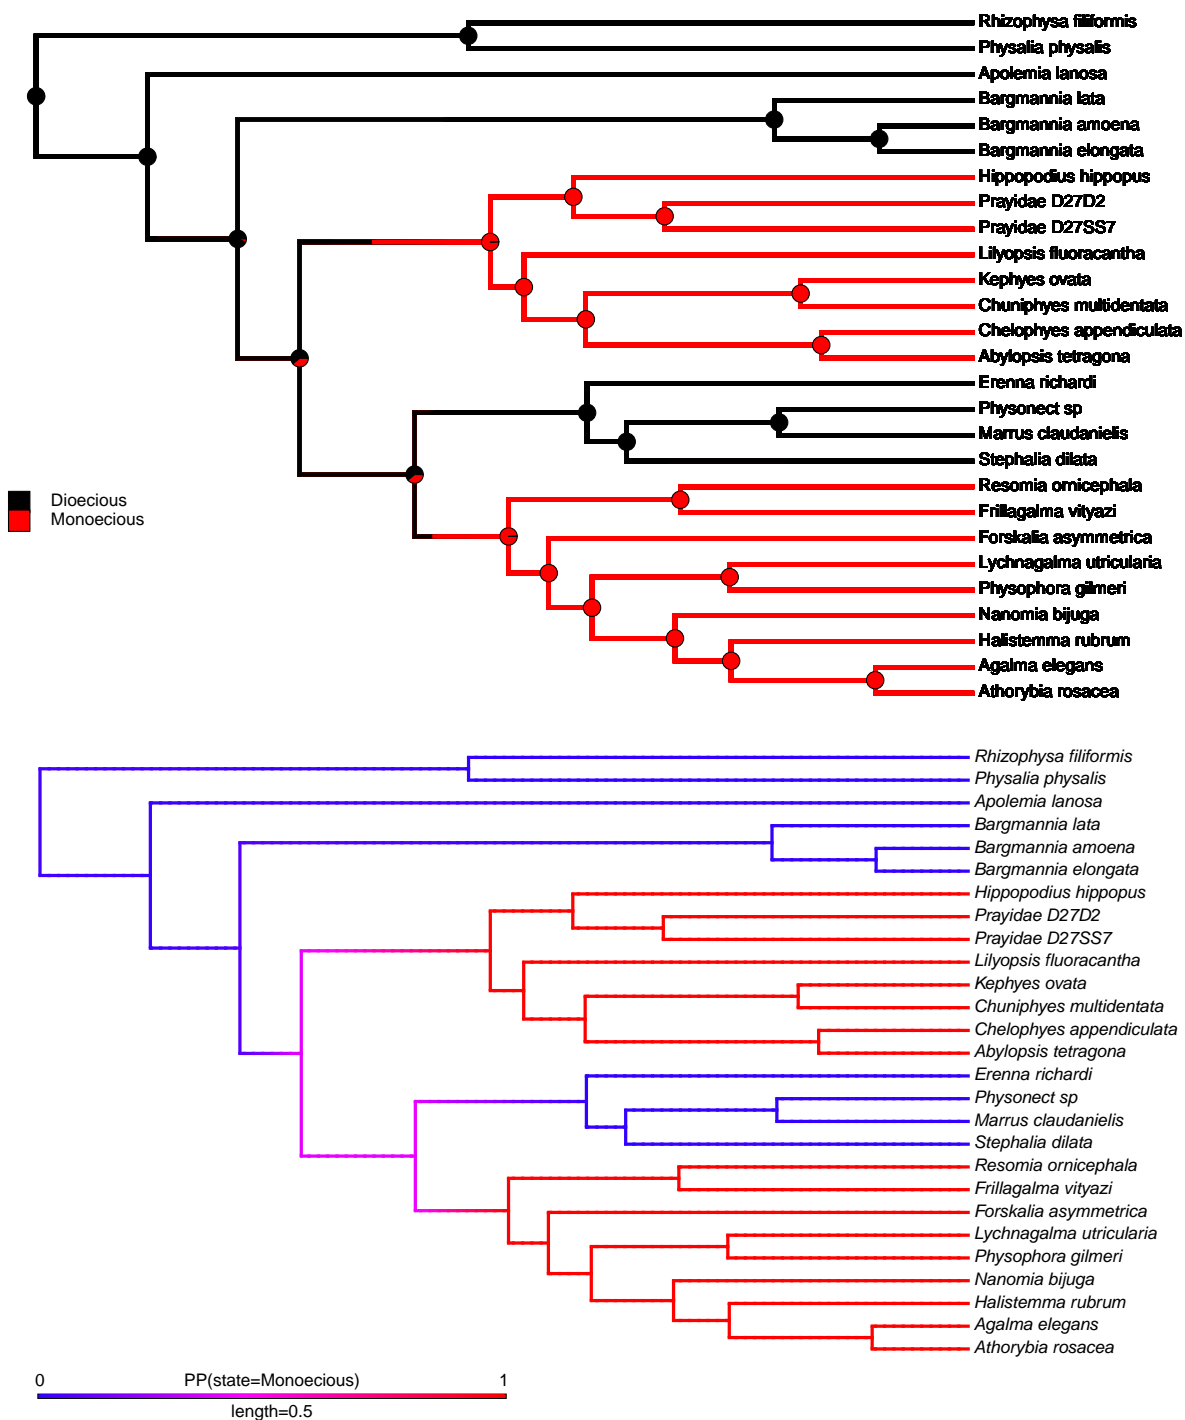 Rhizophysa filiformis
Physalia physalis
Apolemia lanosa
Bargmannia lata
Bargmannia amoena
Bargmannia elongata
Hippopodius hippopus
Prayidae D27D2
Prayidae D27SS7
Lilyopsis fluoracantha
Kephyes ovata
Chuniphyes multidentata
Chelophyes appendiculata
Abylopsis tetragona
Erenna richardi
Physonect sp
Marrus claudanielis
Stephalia dilata
Resomia ornicephala
Frillagalma vityazi
Forskalia asymmetrica
Lychnagalma utricularia
Physophora gilmeri
Nanomia bijuga
Halistemma rubrum
Agalma elegans
Athorybia rosacea
Dioecious
Monoecious
Rhizophysa filiformis
Physalia physalis
Apolemia lanosa
Bargmannia lata
Bargmannia amoena
Bargmannia elongata
Hippopodius hippopus
Prayidae D27D2
Prayidae D27SS7
Lilyopsis fluoracantha
Kephyes ovata
Chuniphyes multidentata
Chelophyes appendiculata
Abylopsis tetragona
Erenna richardi
Physonect sp
Marrus claudanielis
Stephalia dilata
Resomia ornicephala
Frillagalma vityazi
Forskalia asymmetrica
Lychnagalma utricularia
Physophora gilmeri
Nanomia bijuga
Halistemma rubrum
Agalma elegans
Athorybia rosacea
0 PP(state=Monoecious) 1
length=0.5